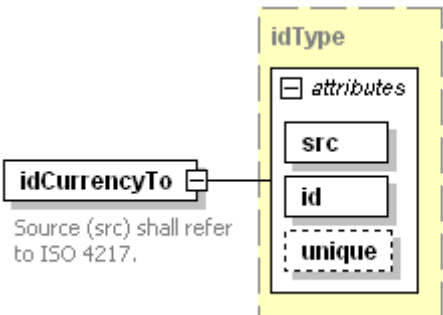 idType
attributes
src
idCurrencyTo
id
Source (src) shall refer
to ISO 4217.
unique